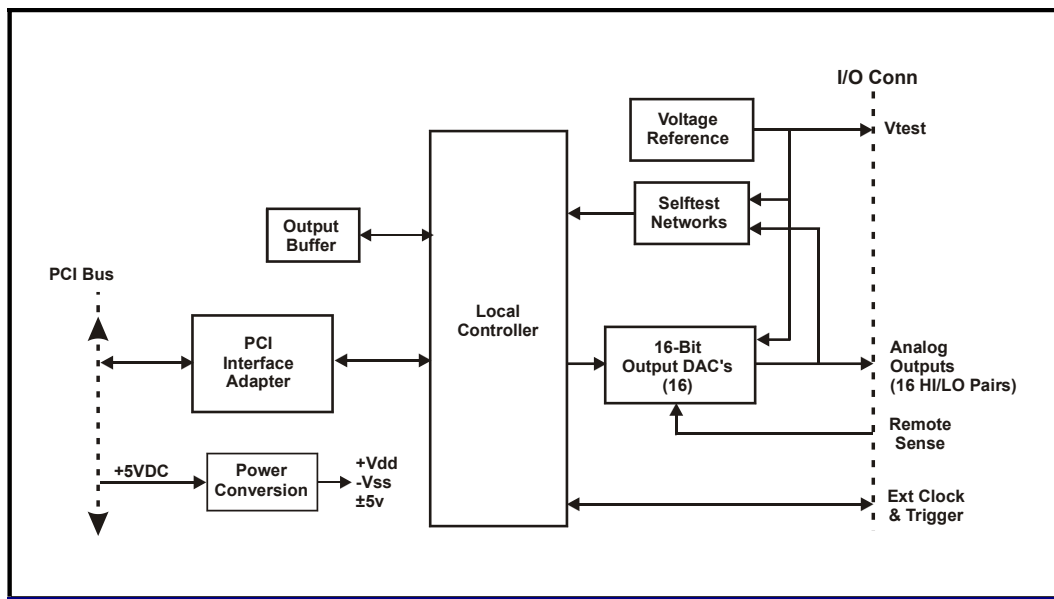 I/O Conn
Voltage
Reference
Vtest
Selftest
Networks
Output
Buffer
PCI Bus
Local
Controller
PCI
Interface
Adapter
16-Bit
Output DAC's
(16)
Analog
Outputs
(16 HI/LO Pairs)
Remote
Sense
+5VDC
Power
Conversion
+Vdd
-Vss
±5v
Ext Clock
& Trigger